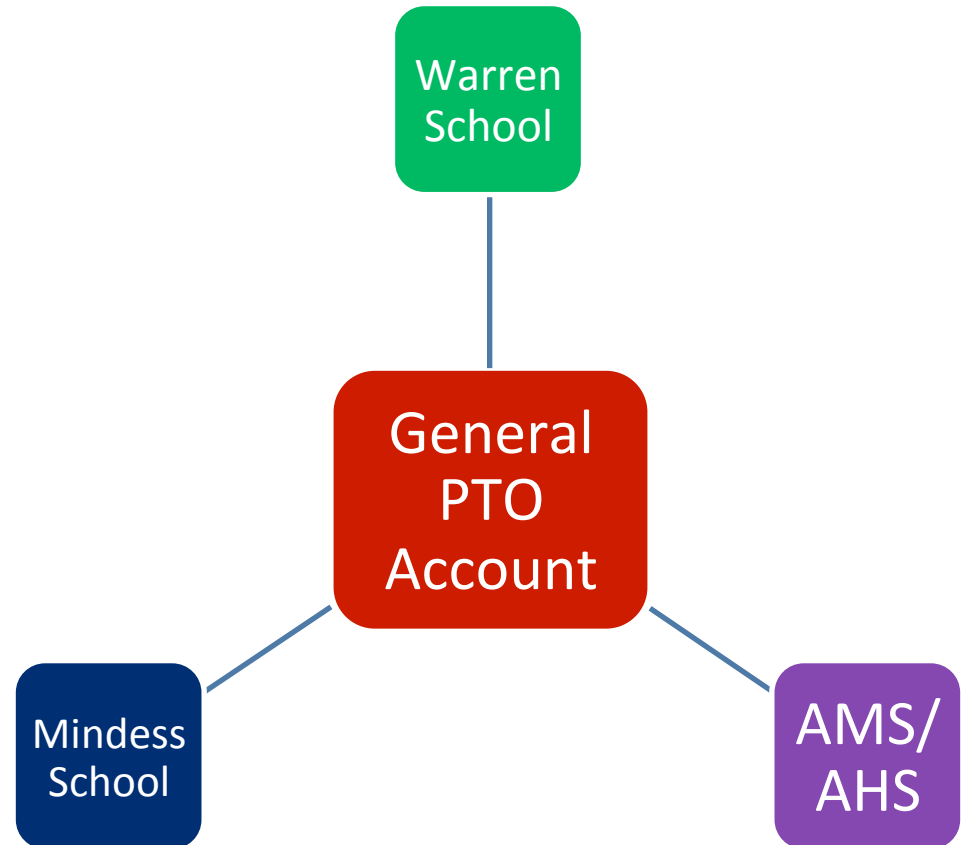 Warren
School
General
PTO
Account
Mindess
School
AMS/
AHS